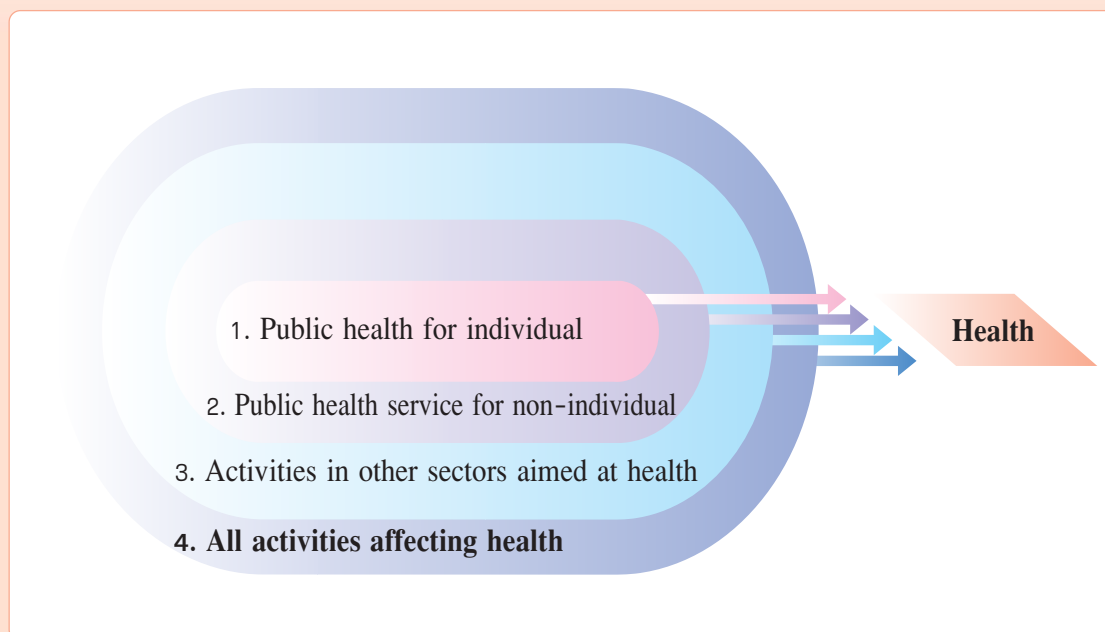 1. Public health for individual
2. Public health service for non-individual
3. Activities in other sectors aimed at health
4. All activities affecting health
Health